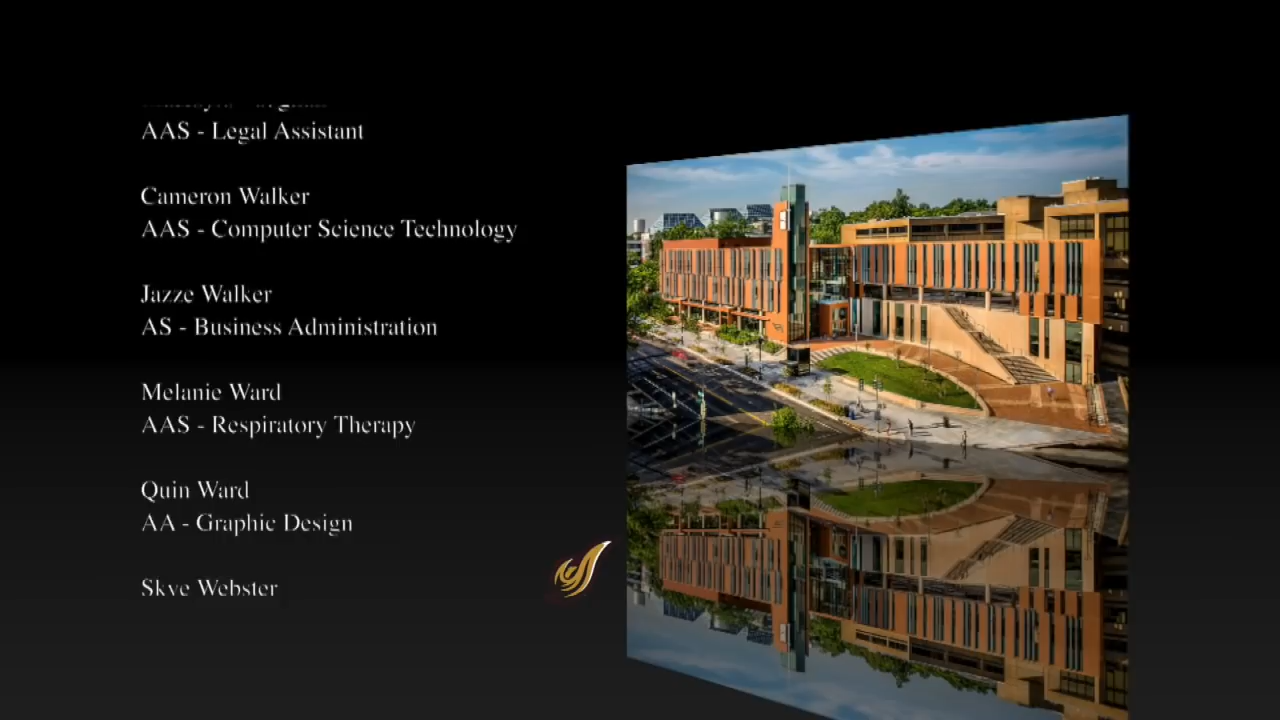 AAS - Legal Assistant
Cameron Walker
AAS - Computer Science Technology
Jazze Walker
AS - Business Administration
Melanie Ward
AAS - Respiratory Therapy
Quin Ward
AA - Graphic Design
Skye Webster